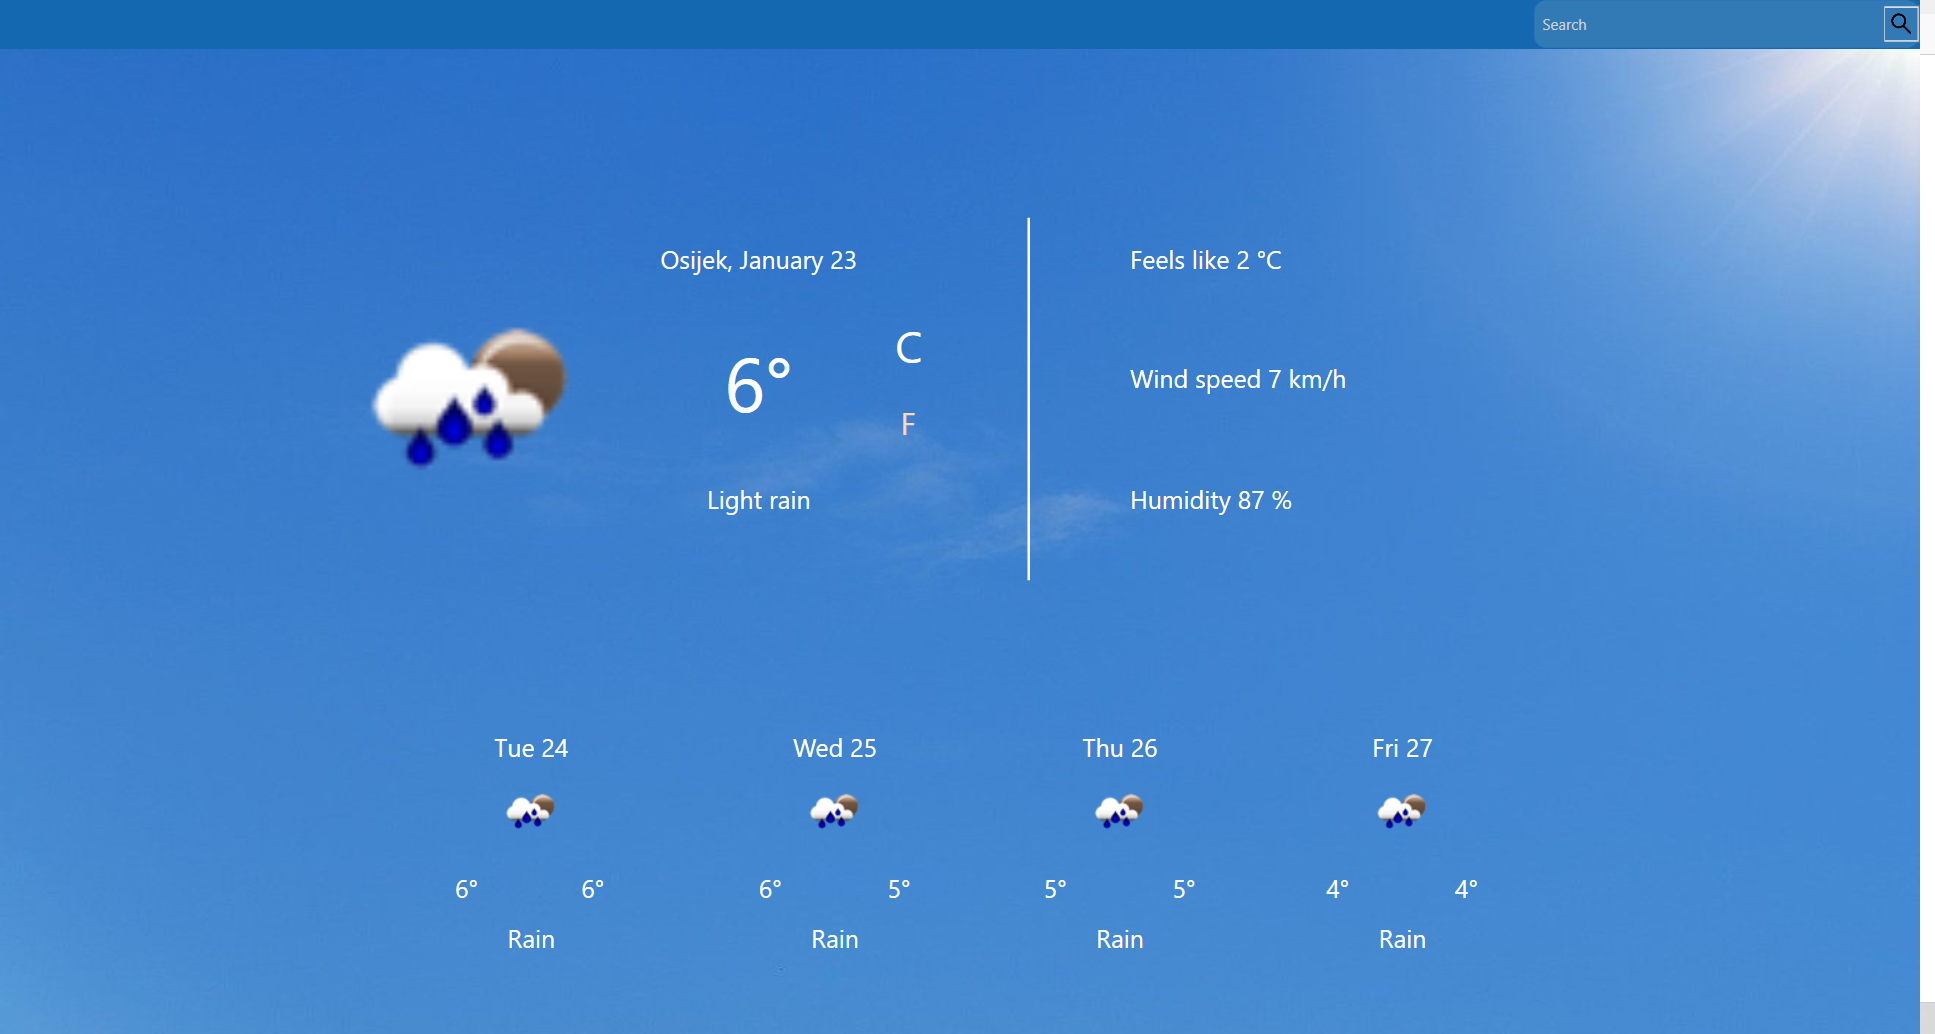 Search
Osijek, January 23
6°
C
F
Light rain
Feels like 2 °C
Wind speed 7 km/h
Humidity 87 %
Tue 24
6° 6°
Rain
Wed 25
6° 5°
Rain
Thu 26
5° 5°
Rain
Fri 27
4° 4°
Rain